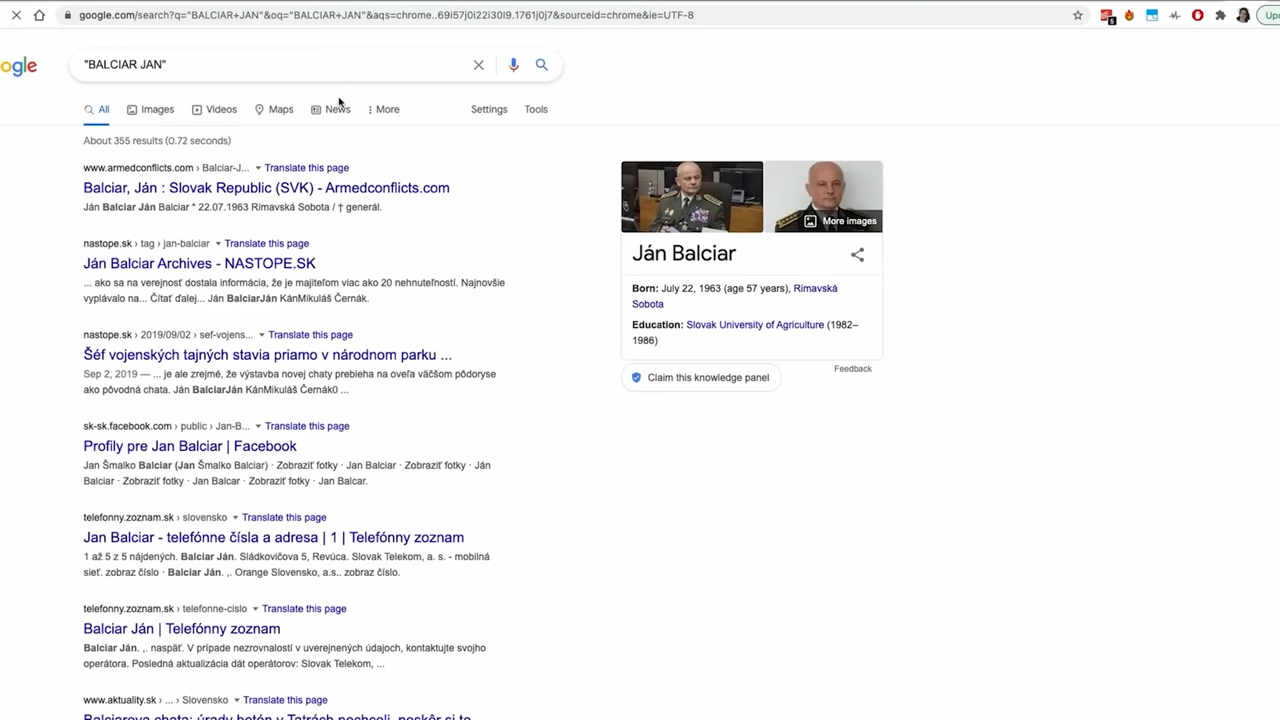 google.com/search?q="BALCIAR+JAN"&oq="BALCIAR+JAN"&aqs=chrome..69i57j0i22i30l9.1761j0j7&sourceid=chrome&ie=UTF-8
5
ogle
"BALCIAR JAN"
All Images Videos Maps News More Settings Tools
About 355 results (0.72 seconds)
www.armedconflicts.com › Balciar-J... Translate this page
Balciar, Ján : Slovak Republic (SVK) - Armedconflicts.com
Ján Balciar Ján Balciar * 22.07.1963 Rimavská Sobota / † generál.
nastope.sk › tag › jan-balciar Translate this page
Ján Balciar Archives - NASTOPE.SK
... ako sa na verejnosť dostala informácia, že je majiteľom viac ako 20 nehnuteľností. Najnovšie
vyplávalo na... Čítať ďalej... Ján BalciarJán KánMikuláš Černák.
nastope.sk › 2019/09/02 › sef-vojens... Translate this page
Šéf vojenských tajných stavia priamo v národnom parku ...
Sep 2, 2019 — ... je ale zrejmé, že výstavba novej chaty prebieha na oveľa väčšom pôdoryse
ako pôvodná chata. Ján BalciarJán KánMikuláš Černák0 ...
sk-sk.facebook.com › public › Jan-B... Translate this page
Profily pre Jan Balciar | Facebook
Jan Šmalko Balciar (Jan Šmalko Balciar) · Zobraziť fotky · Jan Balciar · Zobraziť fotky · Ján
Balciar · Zobraziť fotky · Jan Balcar · Zobraziť fotky · Jan Balcar.
telefonny.zoznam.sk › slovensko Translate this page
Jan Balciar - telefónne čísla a adresa | 1 | Telefónny zoznam
1 až 5 z 5 nájdených. Balciar Ján. Sládkovičova 5, Revúca. Slovak Telekom, a. s. - mobilná
sieť. zobraz číslo · Balciar Ján. ,. Orange Slovensko, a.s.. zobraz číslo.
telefonny.zoznam.sk › telefonne-cislo Translate this page
Balciar Ján | Telefónny zoznam
Balciar Ján. ,. naspäť. V prípade nezrovnalostí v uverejnených údajoch, kontaktujte svojho
operátora. Posledná aktualizácia dát operátorov: Slovak Telekom, ...
www.aktuality.sk › ... › Slovensko Translate this page
Balciarova chata: úrady betón v Tatrách nechceli, neskôr si to
More images
Ján Balciar
Born: July 22, 1963 (age 57 years), Rimavská
Sobota
Education: Slovak University of Agriculture (1982–
1986)
Claim this knowledge panel
Feedback